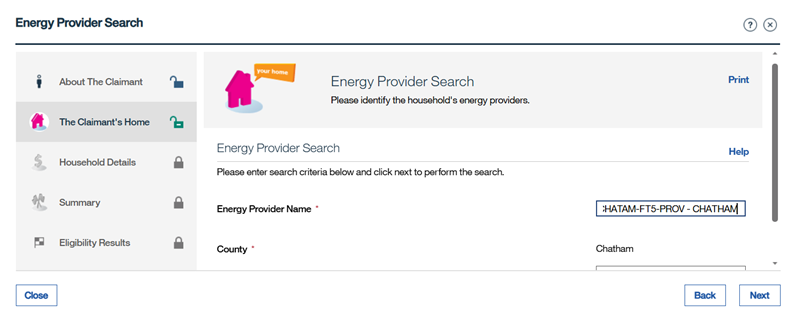 Energy Provider Search
?
About The Claimant
The Claimant's Home
Household Details
Summary
Eligibility Results
your home
Energy Provider Search
Print
Please identify the household's energy providers.
Energy Provider Search
Help
Please enter search criteria below and click next to perform the search.
Energy Provider Name *
HATAM-FT5-PROV - CHATHAM
County *
Chatham
Close
Back
Next